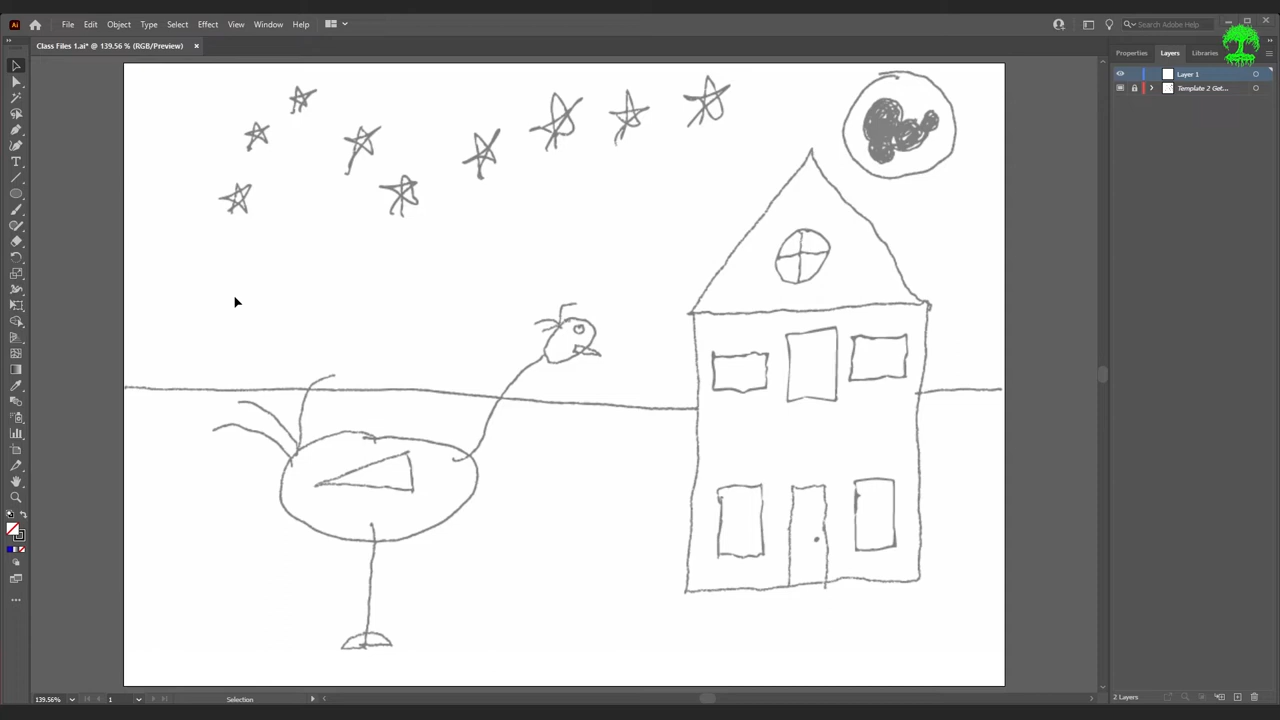 Ai File Edit Object Type Select Effect View Window Help Search Adobe Help
Class Files 1.ai* @ 139.56 % (RGB/Preview) ×
Properties Layers Libraries
Layer 1
Template 2 Get...
139.56% 1 Selection
2 Layers